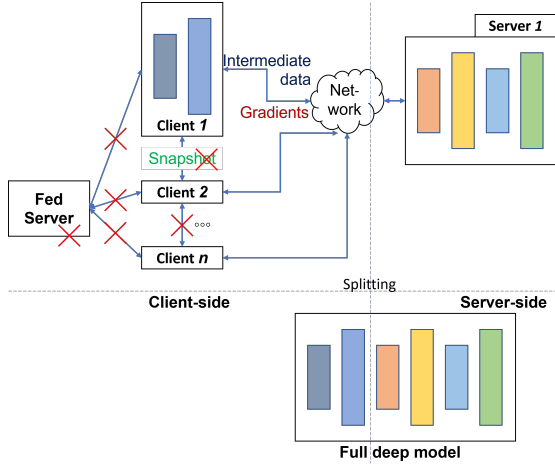 Server 1
Intermediate
data
Gradients
Net-
work
Client 1
Snapshot
Client 2
Fed
Server
Client n
Splitting
Client-side
Server-side
Full deep model